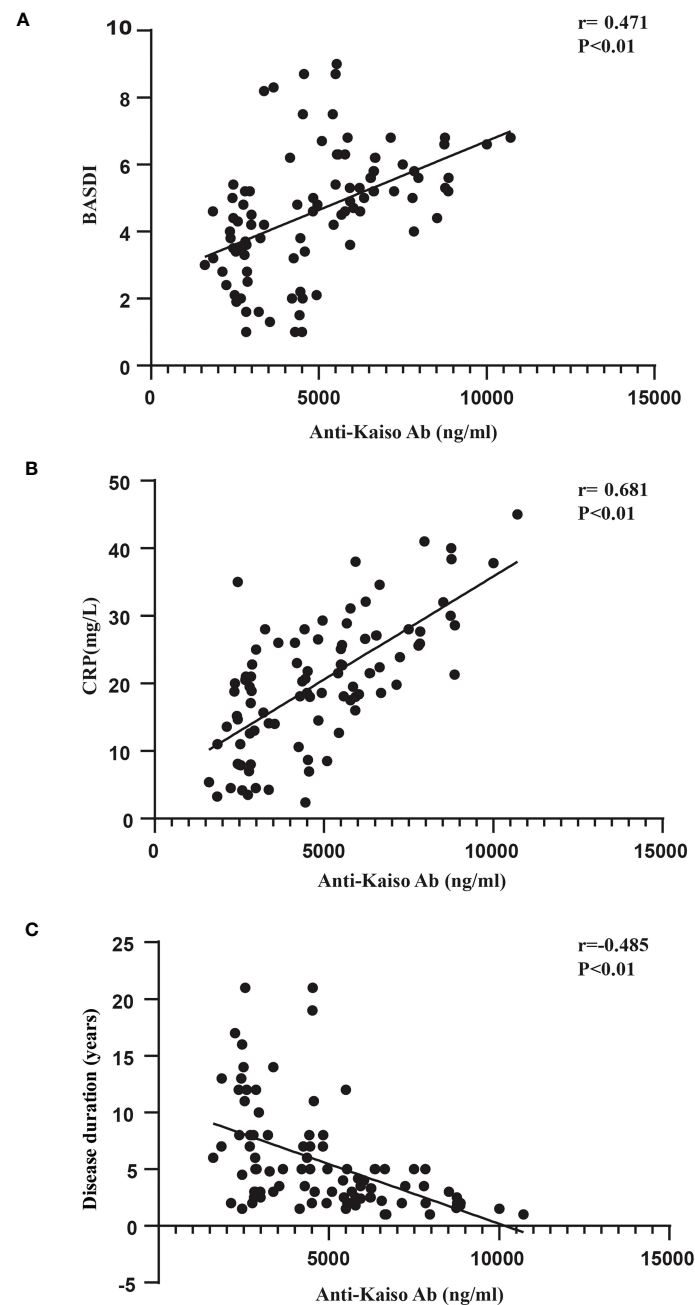 A
r= 0.471
P<0.01
10
8
6
4
2
0
BASDI
0 5000 10000 15000
Anti-Kaiso Ab (ng/ml)
B
r= 0.681
P<0.01
50
40
30
20
10
0
CRP(mg/L)
0 5000 10000 15000
Anti-Kaiso Ab (ng/ml)
C
r=-0.485
P<0.01
25
20
15
10
5
0
-5
Disease duration (years)
5000 10000 15000
Anti-Kaiso Ab (ng/ml)